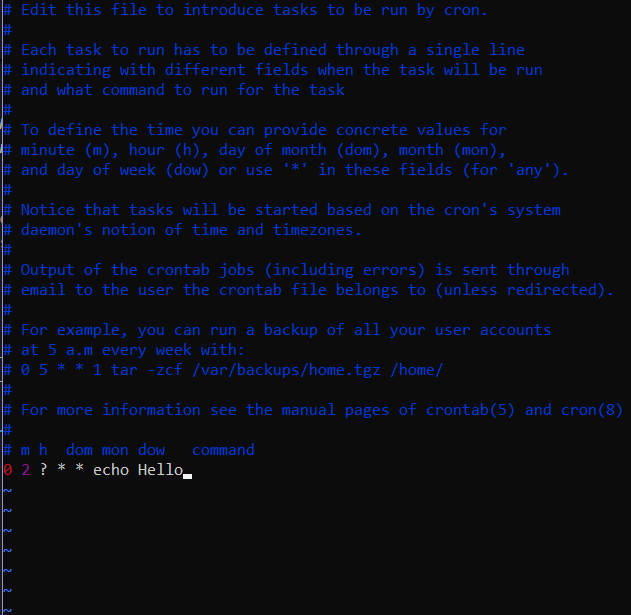 # Edit this file to introduce tasks to be run by cron.
#
# Each task to run has to be defined through a single line
# indicating with different fields when the task will be run
# and what command to run for the task
#
# To define the time you can provide concrete values for
# minute (m), hour (h), day of month (dom), month (mon),
# and day of week (dow) or use '*' in these fields (for 'any').
#
# Notice that tasks will be started based on the cron's system
# daemon's notion of time and timezones.
#
# Output of the crontab jobs (including errors) is sent through
# email to the user the crontab file belongs to (unless redirected).
#
# For example, you can run a backup of all your user accounts
# at 5 a.m every week with:
# 0 5 * * 1 tar -zcf /var/backups/home.tgz /home/
#
# For more information see the manual pages of crontab(5) and cron(8)
#
# m h  dom mon dow   command
0 2 ? * * echo Hello
~
~
~
~
~
~
~